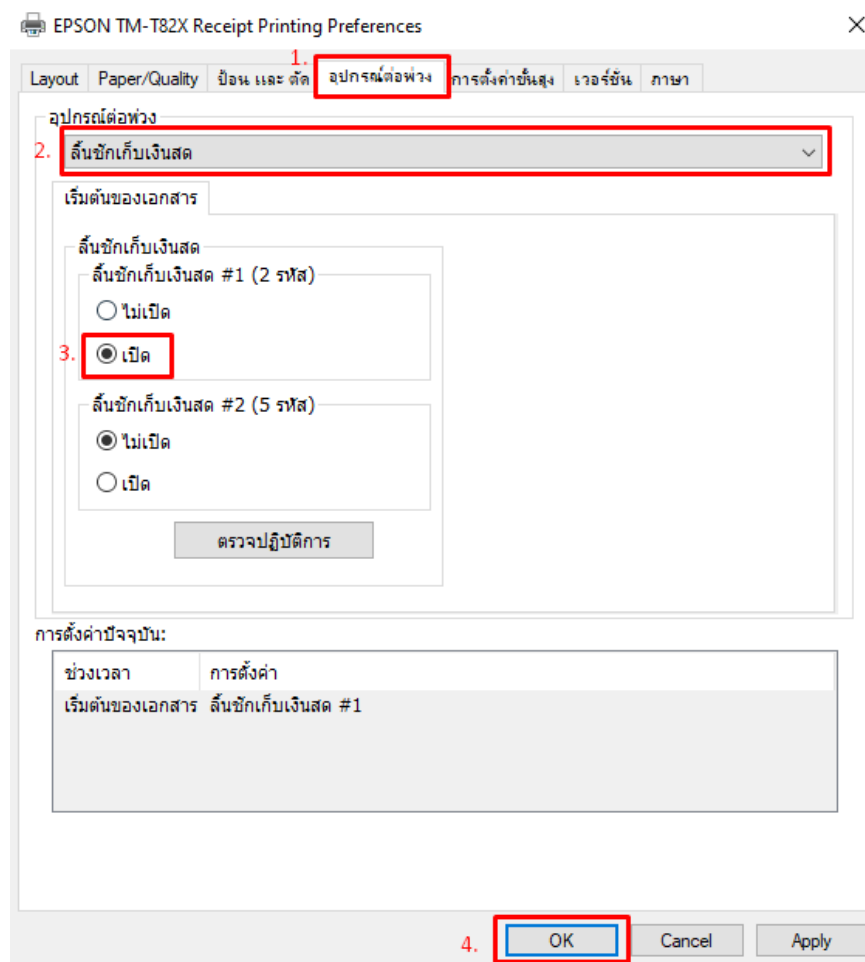 EPSON TM-T82X Receipt Printing Preferences
1.
Layout Paper/Quality ป้อน และ ตัด อุปกรณ์ต่อพ่วง การตั้งค่าขั้นสูง เวอร์ชั่น ภาษา
อุปกรณ์ต่อพ่วง
2. ลิ้นชักเก็บเงินสด
เริ่มต้นของเอกสาร
ลิ้นชักเก็บเงินสด
ลิ้นชักเก็บเงินสด #1 (2 รหัส)
ไม่เปิด
3. เปิด
ลิ้นชักเก็บเงินสด #2 (5 รหัส)
ไม่เปิด
เปิด
ตรวจปฏิบัติการ
การตั้งค่าปัจจุบัน:
ช่วงเวลา การตั้งค่า
เริ่มต้นของเอกสาร ลิ้นชักเก็บเงินสด #1
4. OK Cancel Apply